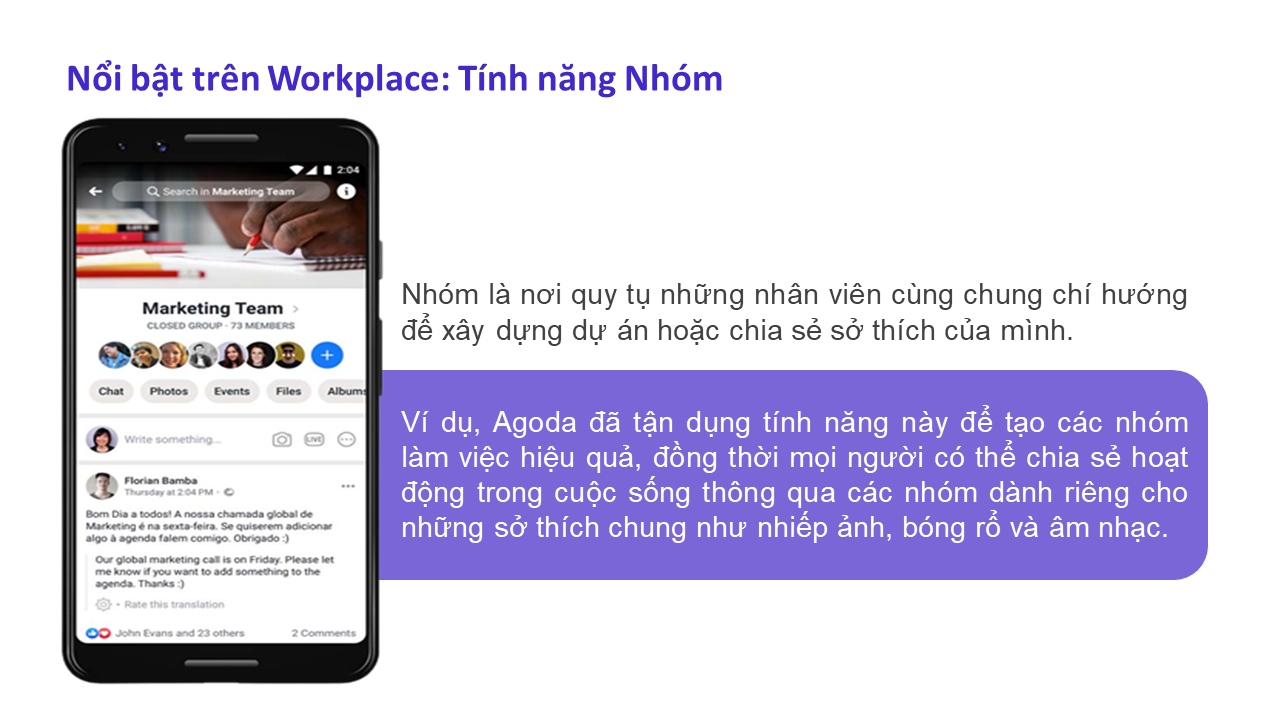 Nổi bật trên Workplace: Tính năng Nhóm
2:04
Search in Marketing Team
Marketing Team
CLOSED GROUP · 73 MEMBERS
Chat Photos Events Files Albums
Write something...
LIVE
Florian Bamba
Thursday at 2:04 PM ·
Bom Dia a todos! A nossa chamada global de
Marketing é na sexta-feira. Se quiserem adicionar
algo à agenda falem comigo. Obrigado :)
Our global marketing call is on Friday. Please let
me know if you want to add something to the
agenda. Thanks :)
· Rate this translation
John Evans and 23 others 2 Comments
Nhóm là nơi quy tụ những nhân viên cùng chung chí hướng
để xây dựng dự án hoặc chia sẻ sở thích của mình.
Ví dụ, Agoda đã tận dụng tính năng này để tạo các nhóm
làm việc hiệu quả, đồng thời mọi người có thể chia sẻ hoạt
động trong cuộc sống thông qua các nhóm dành riêng cho
những sở thích chung như nhiếp ảnh, bóng rổ và âm nhạc.